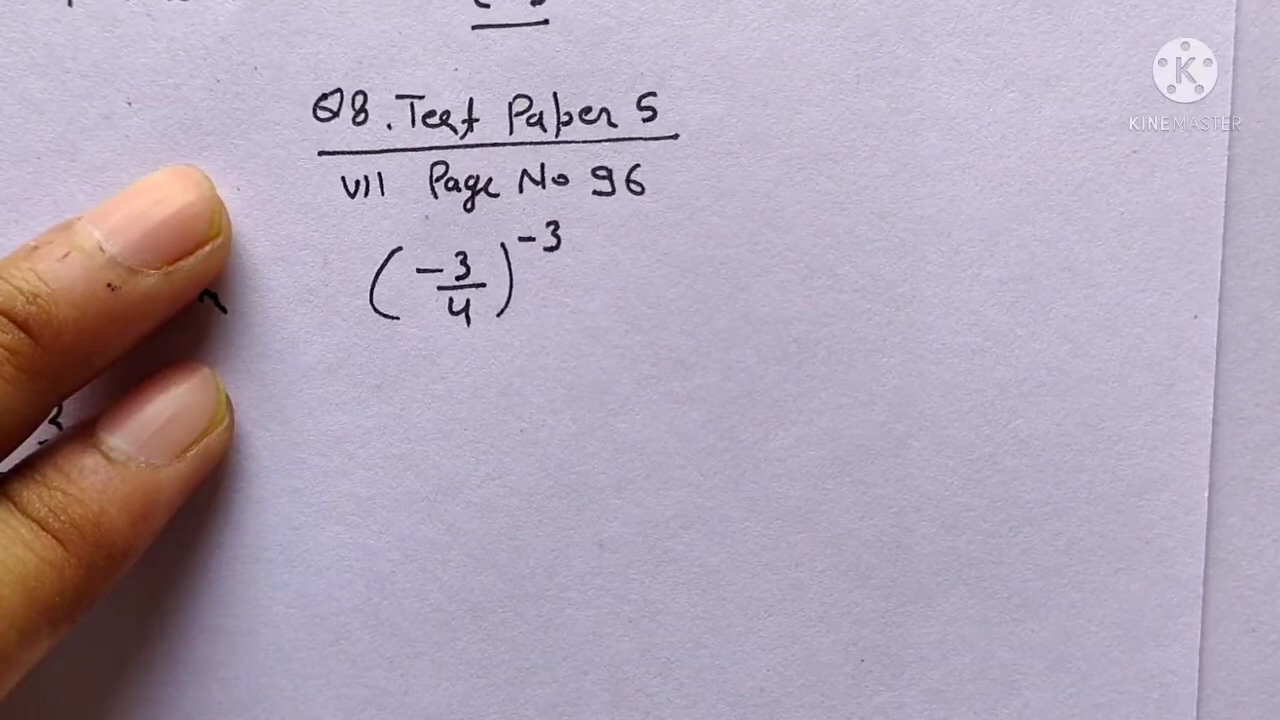 Q8. Test Paper 5
VII Page No 96
(-3/4)^-3
K
KINEMASTER